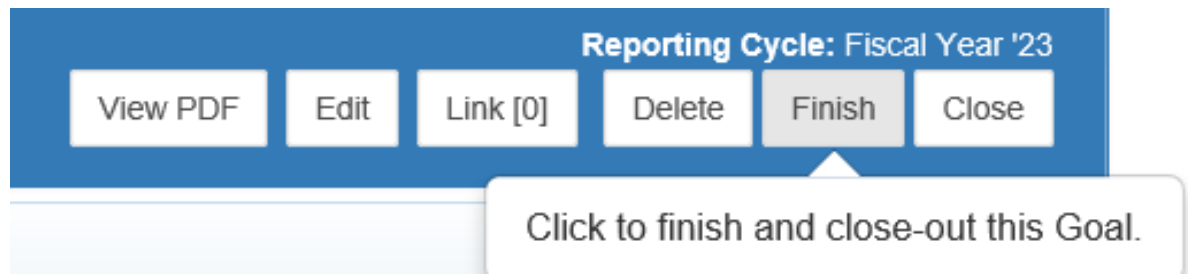 Reporting Cycle: Fiscal Year '23
View PDF Edit Link [0] Delete Finish Close
Click to finish and close-out this Goal.